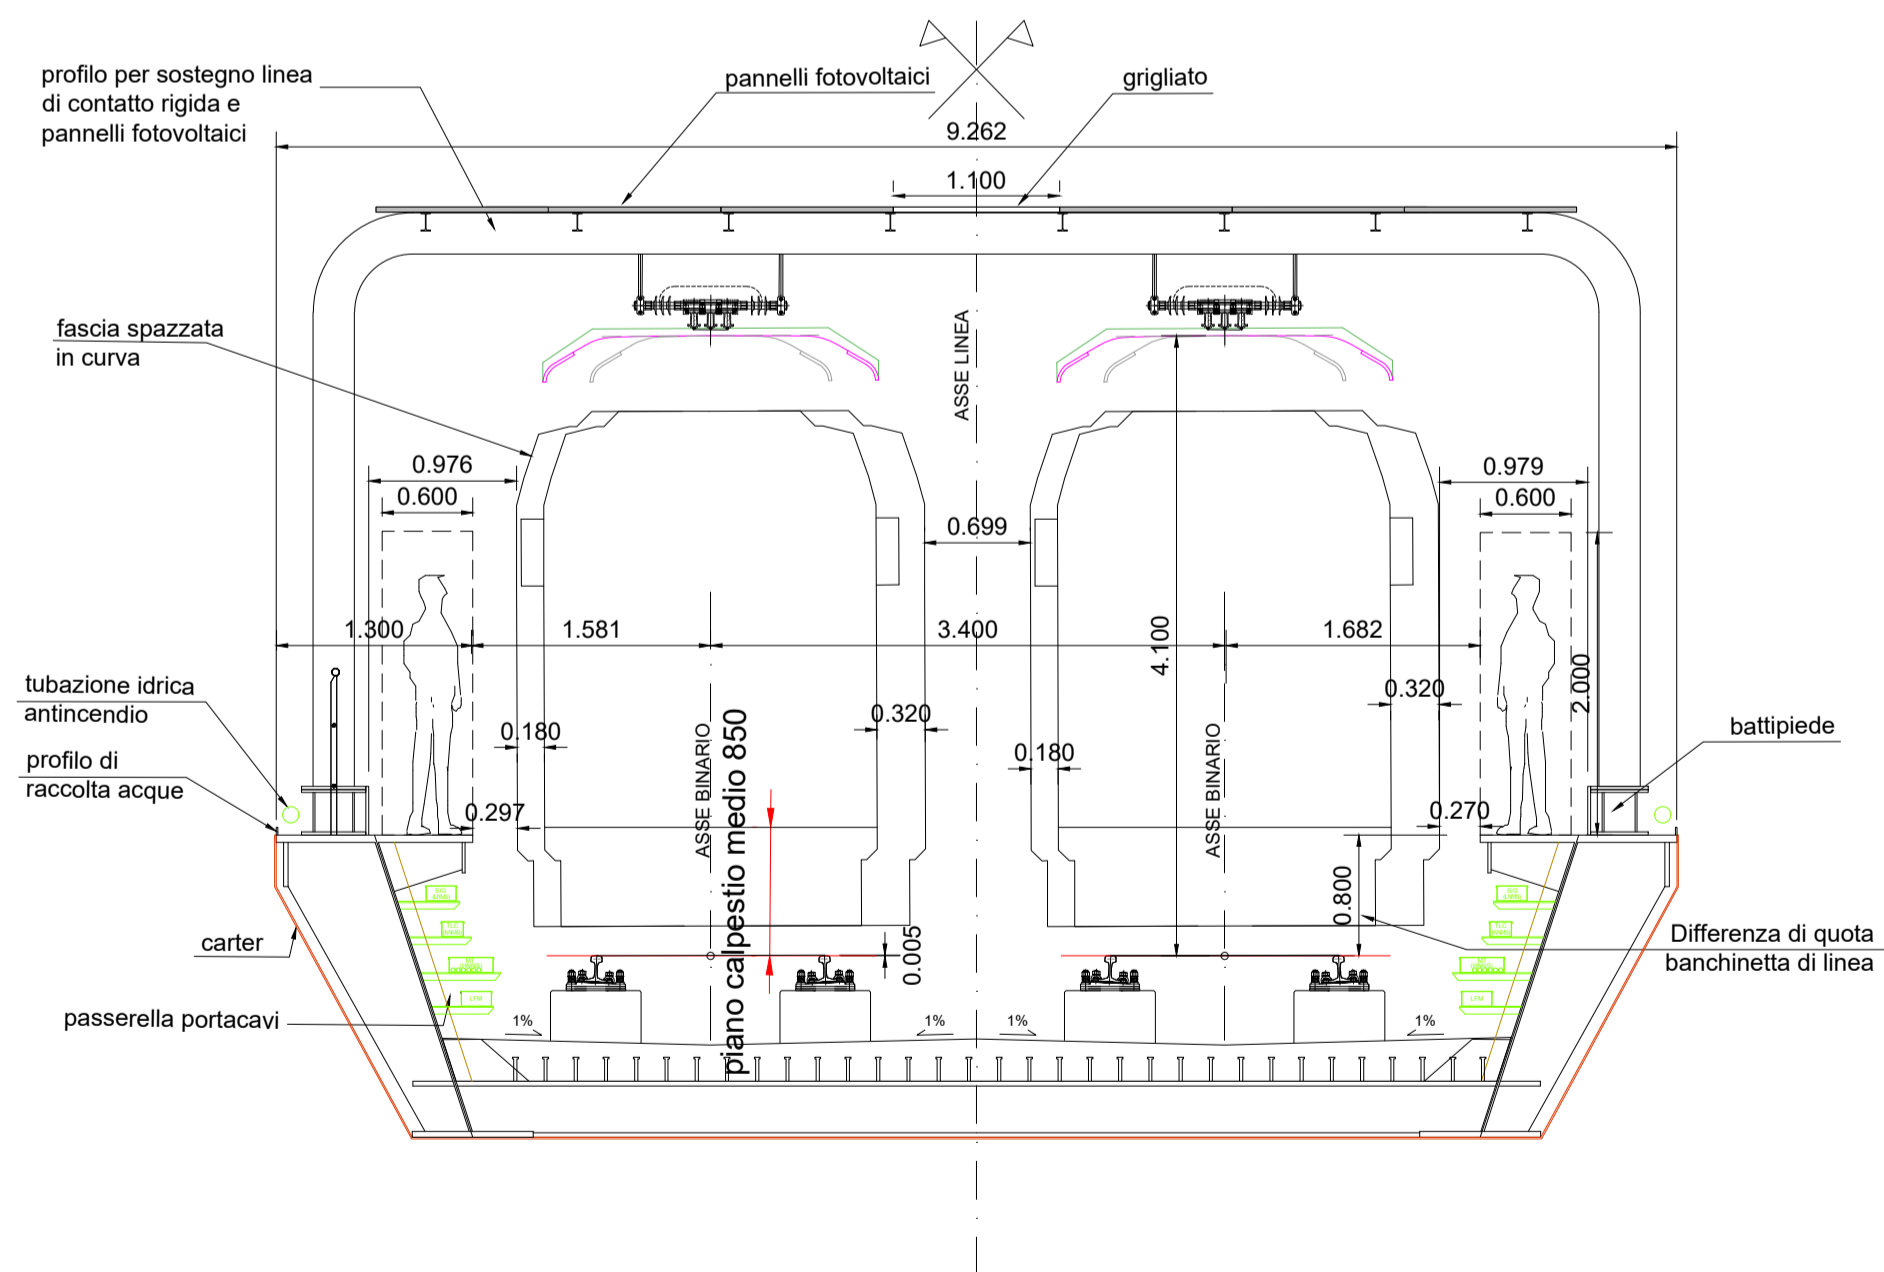 profilo per sostegno linea
di contatto rigida e
pannelli fotovoltaici
pannelli fotovoltaici
grigliato
9.262
1.100
fascia spazzata
in curva
ASSE LINEA
0.976
0.979
0.600
0.600
0.699
1.300
1.581
3.400
1.682
4.100
2.000
tubazione idrica
antincendio
0.320
0.320
0.180
0.180
ASSE BINARIO
piano calpestio medio 850
ASSE BINARIO
battipiede
profilo di
raccolta acque
0.297
0.270
0.800
0.005
carter
Differenza di quota
banchinetta di linea
LFM
LFM
passerella portacavi
1%
1%
1%
1%